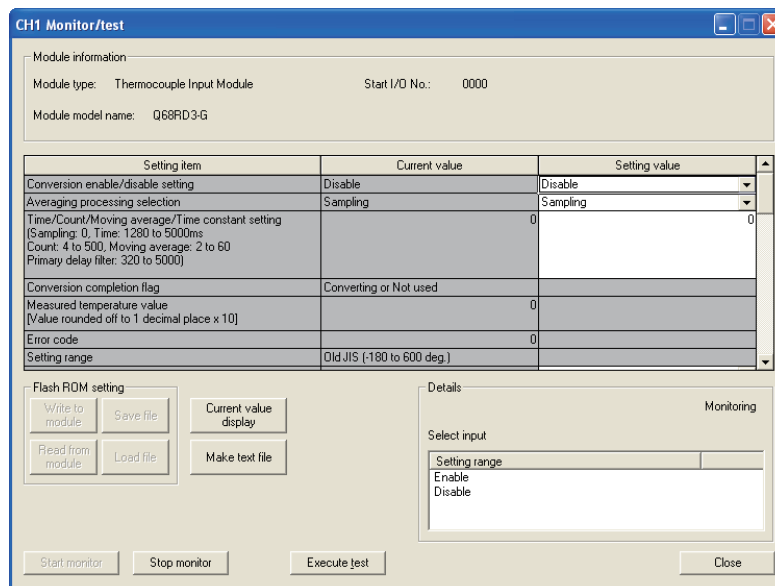 CH1 Monitor/test
Module information
Module type: Thermocouple Input Module Start I/O No.: 0000
Module model name: Q68RD3-G
Setting item Current value Setting value
Conversion enable/disable setting Disable Disable
Averaging processing selection Sampling Sampling
Time/Count/Moving average/Time constant setting 0 0
(Sampling: 0, Time: 1280 to 5000ms
Count: 4 to 500, Moving average: 2 to 60
Primary delay filter: 320 to 5000)
Conversion completion flag Converting or Not used
Measured temperature value 0
[Value rounded off to 1 decimal place x 10]
Error code 0
Setting range Old JIS (-180 to 600 deg.)
Flash ROM setting
Write to
module
Save file
Current value
display
Read from
module
Load file
Make text file
Details
Monitoring
Select input
Setting range
Enable
Disable
Start monitor Stop monitor Execute test Close